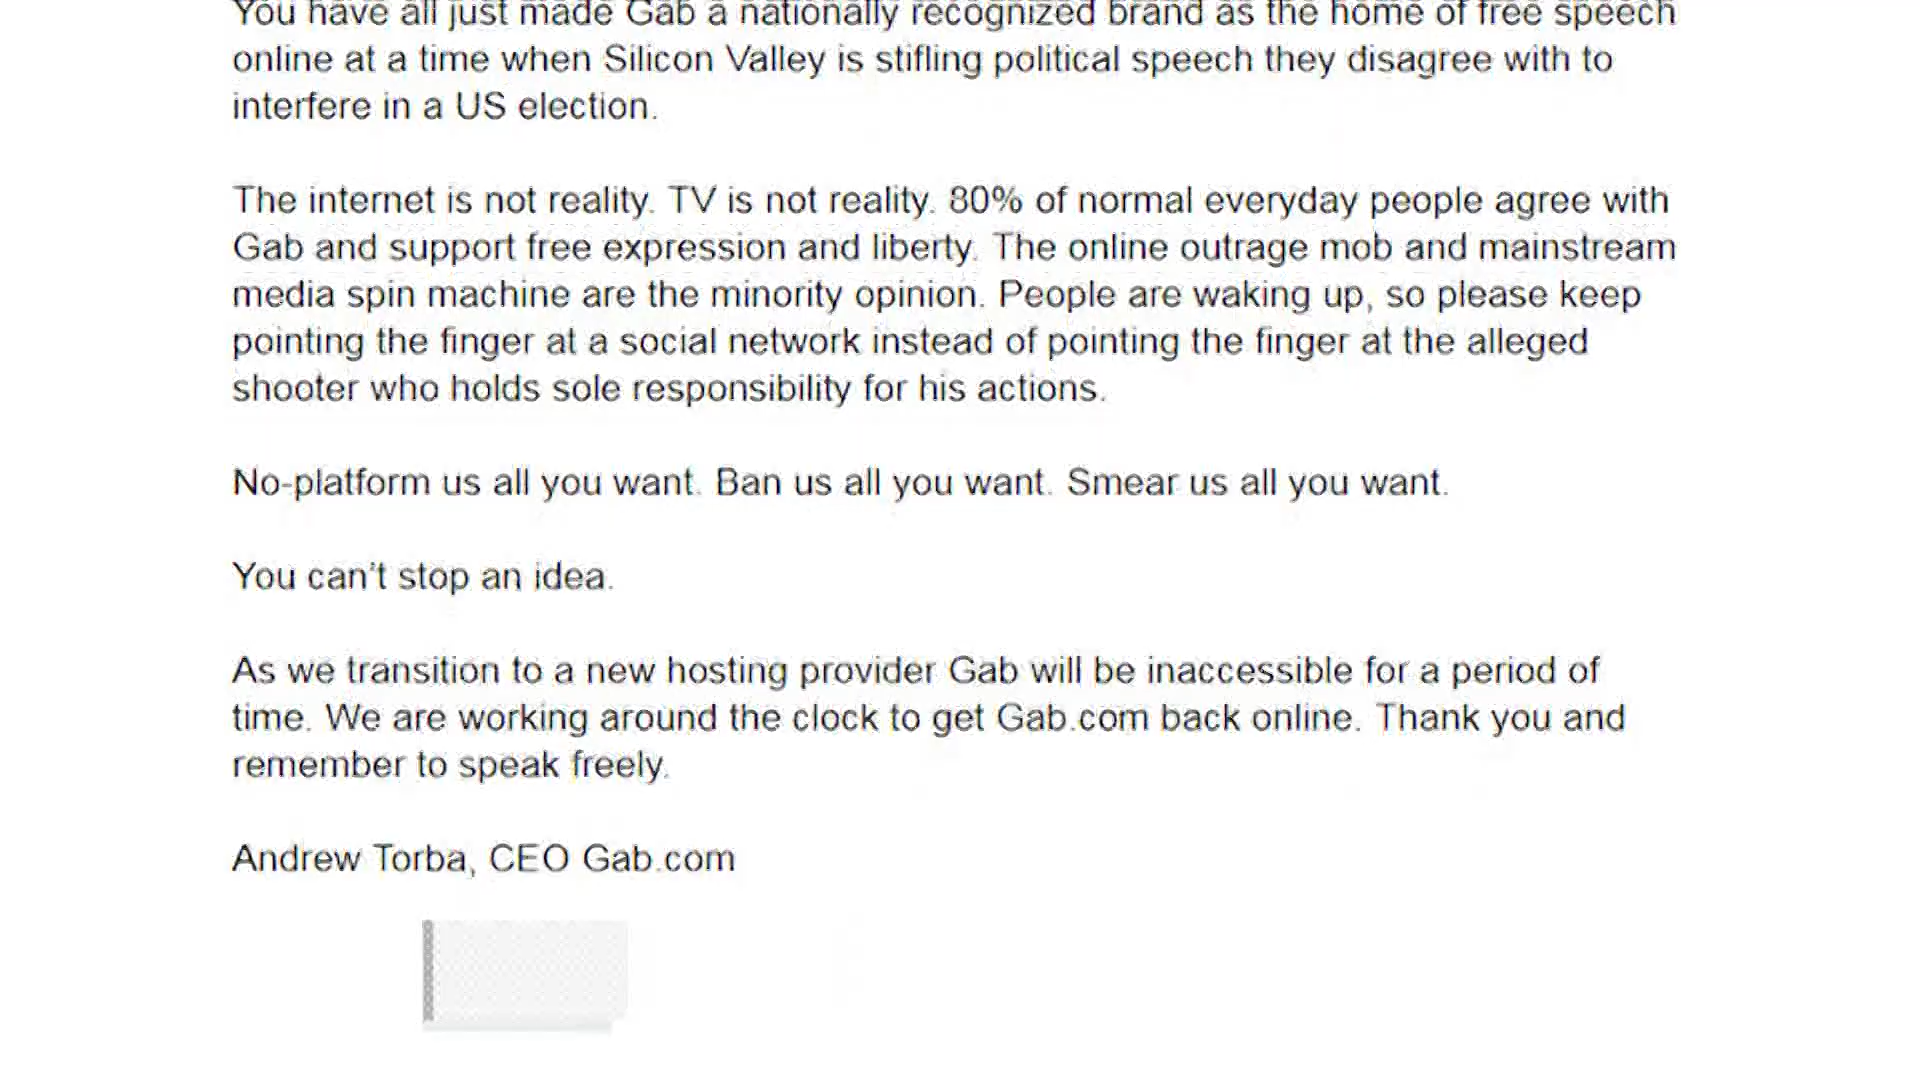 You have all just made Gab a nationally recognized brand as the home of free speech
online at a time when Silicon Valley is stifling political speech they disagree with to
interfere in a US election.
The internet is not reality. TV is not reality. 80% of normal everyday people agree with
Gab and support free expression and liberty. The online outrage mob and mainstream
media spin machine are the minority opinion. People are waking up, so please keep
pointing the finger at a social network instead of pointing the finger at the alleged
shooter who holds sole responsibility for his actions.
No-platform us all you want. Ban us all you want. Smear us all you want.
You can't stop an idea.
As we transition to a new hosting provider Gab will be inaccessible for a period of
time. We are working around the clock to get Gab.com back online. Thank you and
remember to speak freely.
Andrew Torba, CEO Gab.com